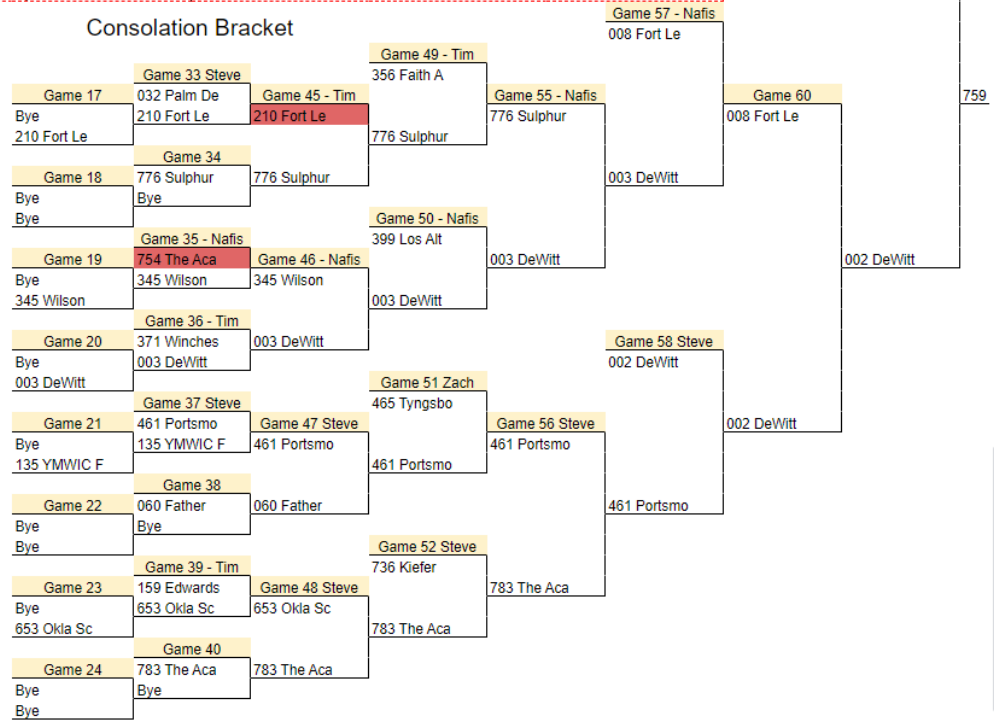 Consolation Bracket
Game 17
Bye
210 Fort Le
Game 18
Bye
Bye
Game 19
Bye
345 Wilson
Game 20
Bye
003 DeWitt
Game 21
Bye
135 YMWIC F
Game 22
Bye
Bye
Game 23
Bye
653 Okla Sc
Game 24
Bye
Bye
Game 33 Steve
032 Palm De
210 Fort Le
Game 34
776 Sulphur
Bye
Game 35 - Nafis
754 The Aca
345 Wilson
Game 36 - Tim
371 Winches
003 DeWitt
Game 37 Steve
461 Portsmo
135 YMWIC F
Game 38
060 Father
Bye
Game 39 - Tim
159 Edwards
653 Okla Sc
Game 40
783 The Aca
Bye
Game 45 - Tim
210 Fort Le
776 Sulphur
Game 46 - Nafis
345 Wilson
003 DeWitt
Game 47 Steve
461 Portsmo
060 Father
Game 48 Steve
653 Okla Sc
783 The Aca
Game 49 - Tim
356 Faith A
776 Sulphur
Game 50 - Nafis
399 Los Alt
003 DeWitt
Game 51 Zach
465 Tyngsbo
461 Portsmo
Game 52 Steve
736 Kiefer
783 The Aca
Game 55 - Nafis
776 Sulphur
003 DeWitt
Game 56 Steve
461 Portsmo
783 The Aca
Game 57 - Nafis
008 Fort Le
003 DeWitt
Game 58 Steve
002 DeWitt
461 Portsmo
Game 60
008 Fort Le
002 DeWitt
002 DeWitt
759